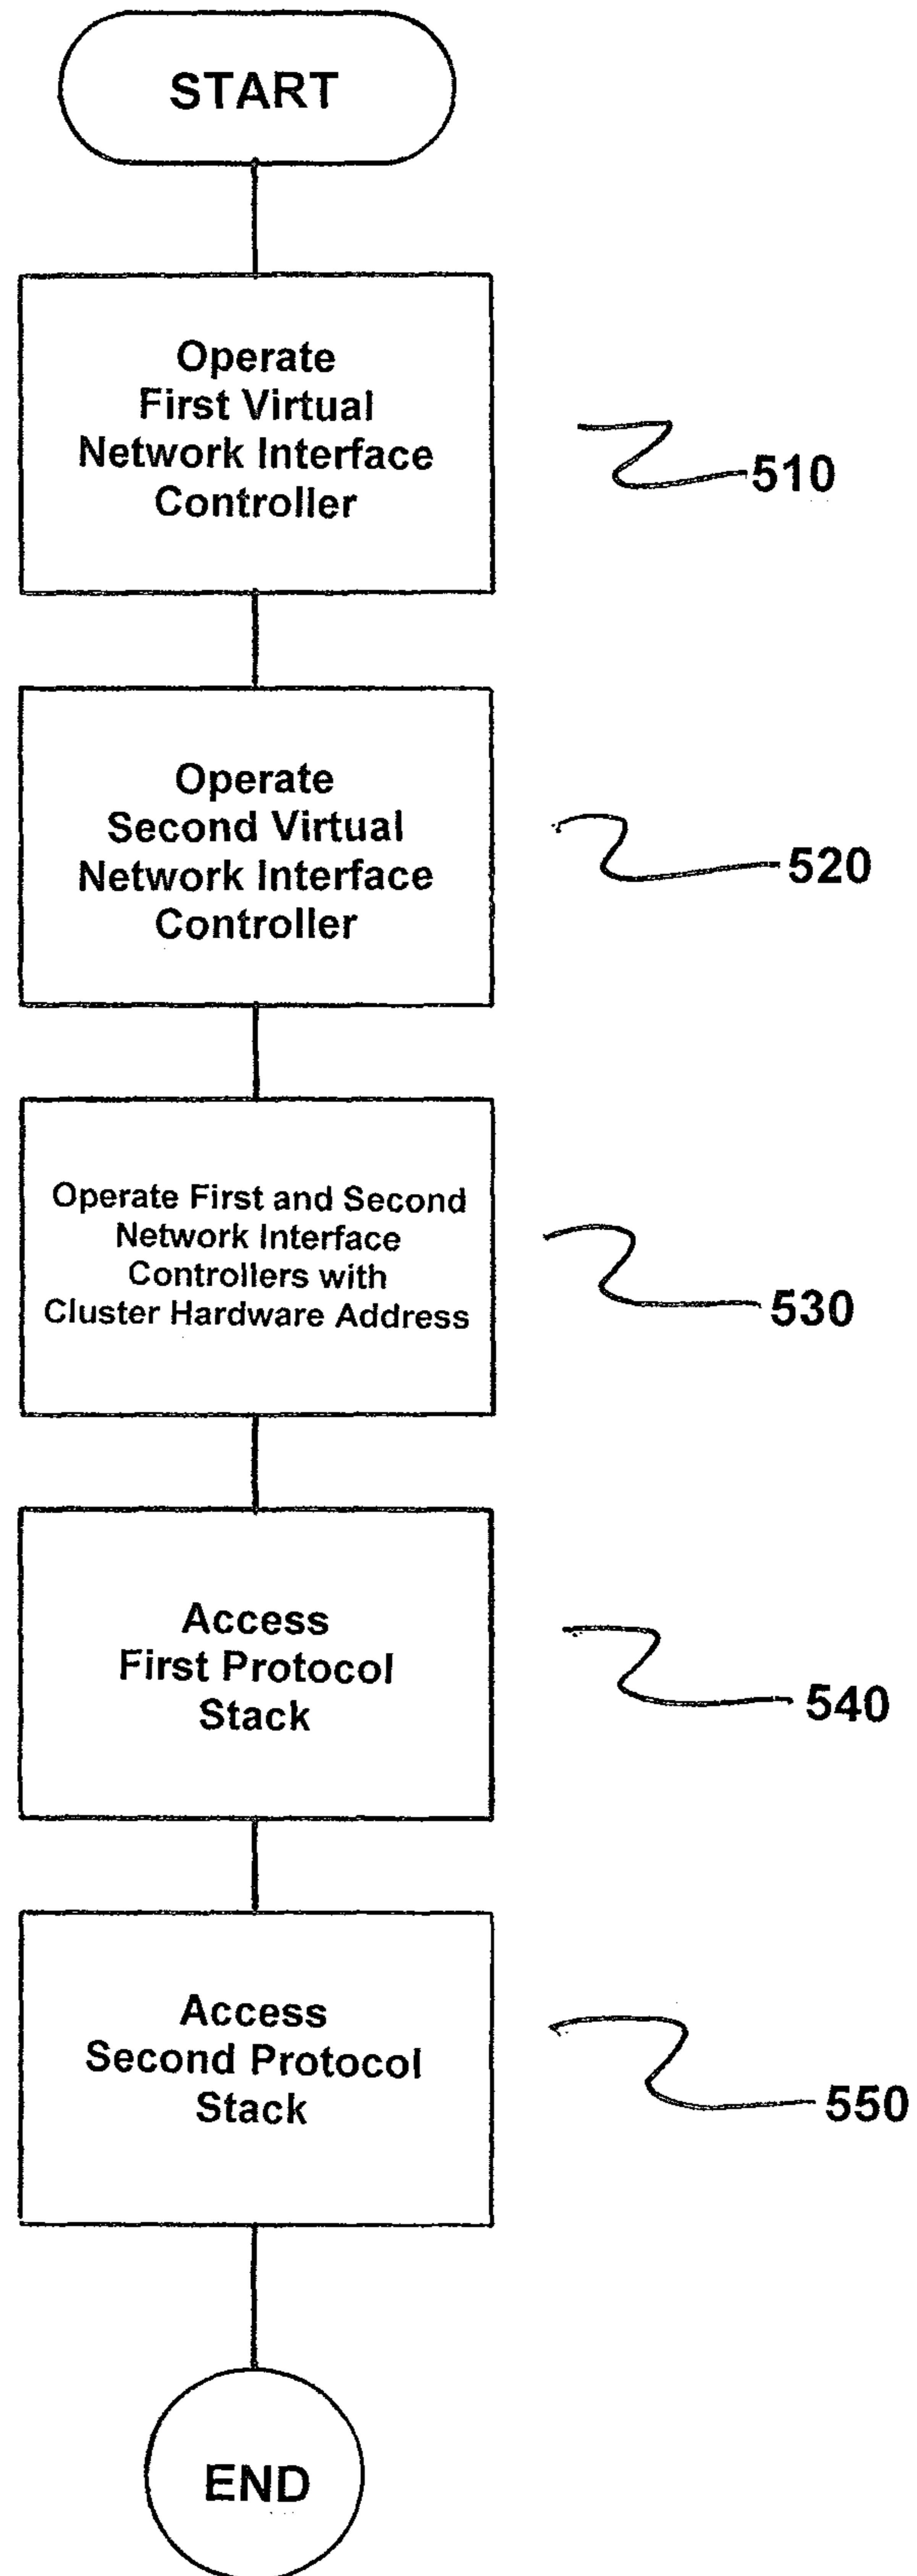 START
Operate
First Virtual
Network Interface
Controller
510
Operate
Second Virtual
Network Interface
Controller
520
Operate First and Second
Network Interface
Controllers with
Cluster Hardware Address
530
Access
First Protocol
Stack
540
Access
Second Protocol
Stack
550
END